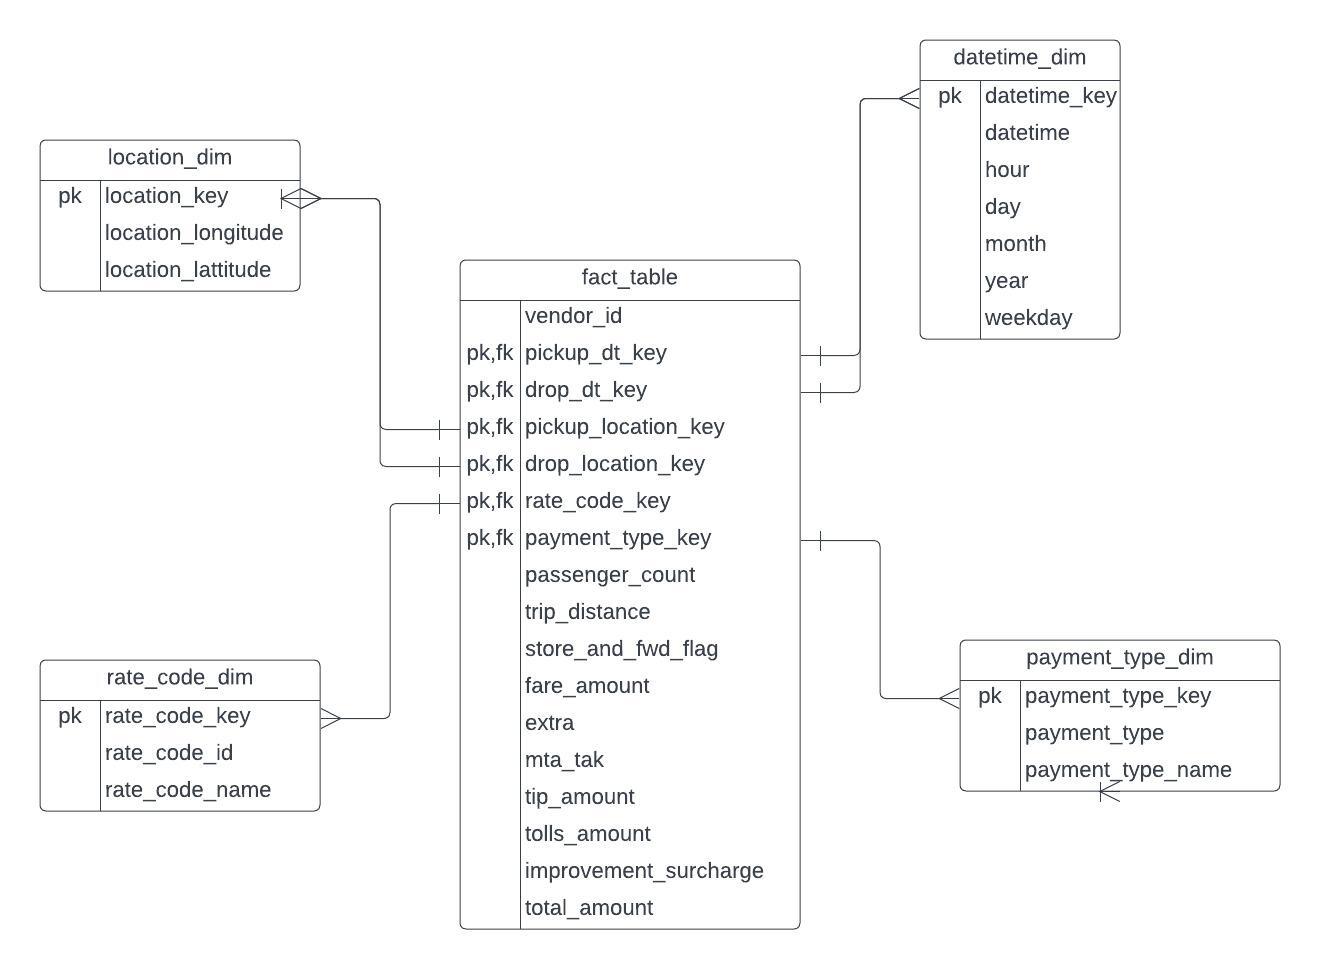 datetime_dim
pk datetime_key
datetime
hour
day
month
year
weekday
location_dim
pk location_key
location_longitude
location_lattitude
fact_table
vendor_id
pk,fk pickup_dt_key
pk,fk drop_dt_key
pk,fk pickup_location_key
pk,fk drop_location_key
pk,fk rate_code_key
pk,fk payment_type_key
passenger_count
trip_distance
store_and_fwd_flag
fare_amount
extra
mta_tak
tip_amount
tolls_amount
improvement_surcharge
total_amount
rate_code_dim
pk rate_code_key
rate_code_id
rate_code_name
payment_type_dim
pk payment_type_key
payment_type
payment_type_name